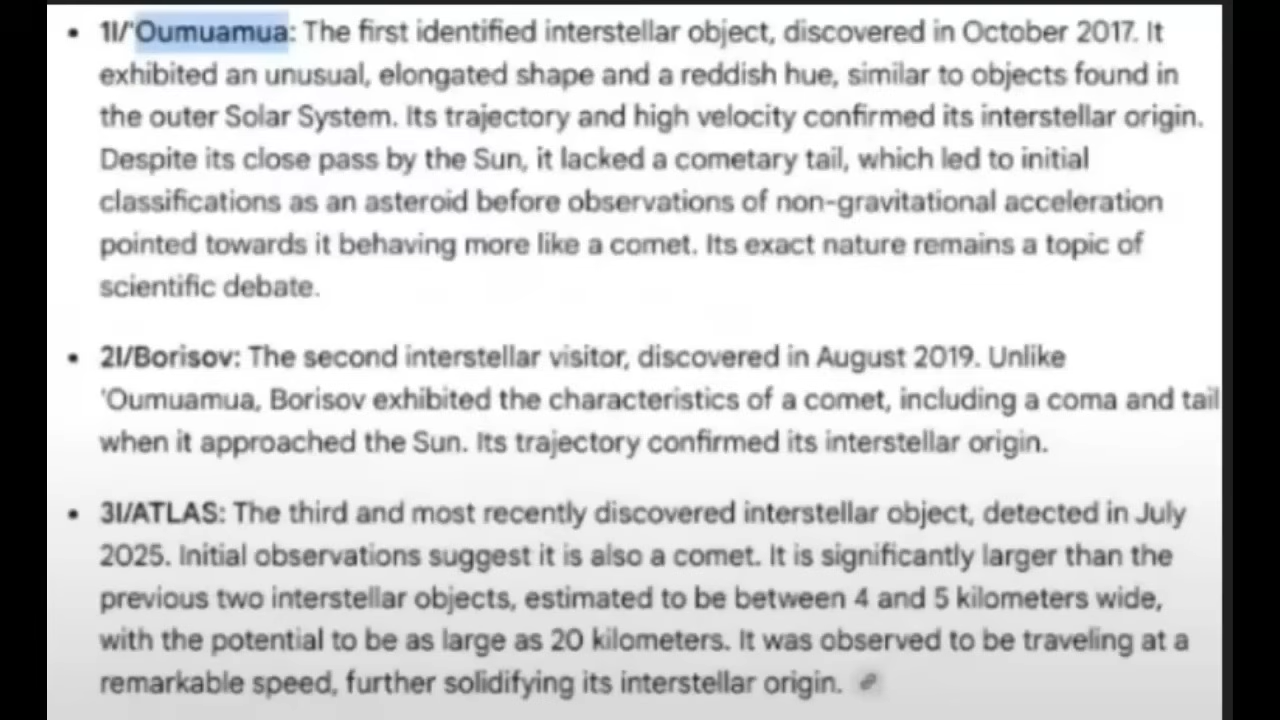 • 1I/'Oumuamua: The first identified interstellar object, discovered in October 2017. It
exhibited an unusual, elongated shape and a reddish hue, similar to objects found in
the outer Solar System. Its trajectory and high velocity confirmed its interstellar origin.
Despite its close pass by the Sun, it lacked a cometary tail, which led to initial
classifications as an asteroid before observations of non-gravitational acceleration
pointed towards it behaving more like a comet. Its exact nature remains a topic of
scientific debate.
• 2I/Borisov: The second interstellar visitor, discovered in August 2019. Unlike
'Oumuamua, Borisov exhibited the characteristics of a comet, including a coma and tail
when it approached the Sun. Its trajectory confirmed its interstellar origin.
• 3I/ATLAS: The third and most recently discovered interstellar object, detected in July
2025. Initial observations suggest it is also a comet. It is significantly larger than the
previous two interstellar objects, estimated to be between 4 and 5 kilometers wide,
with the potential to be as large as 20 kilometers. It was observed to be traveling at a
remarkable speed, further solidifying its interstellar origin.